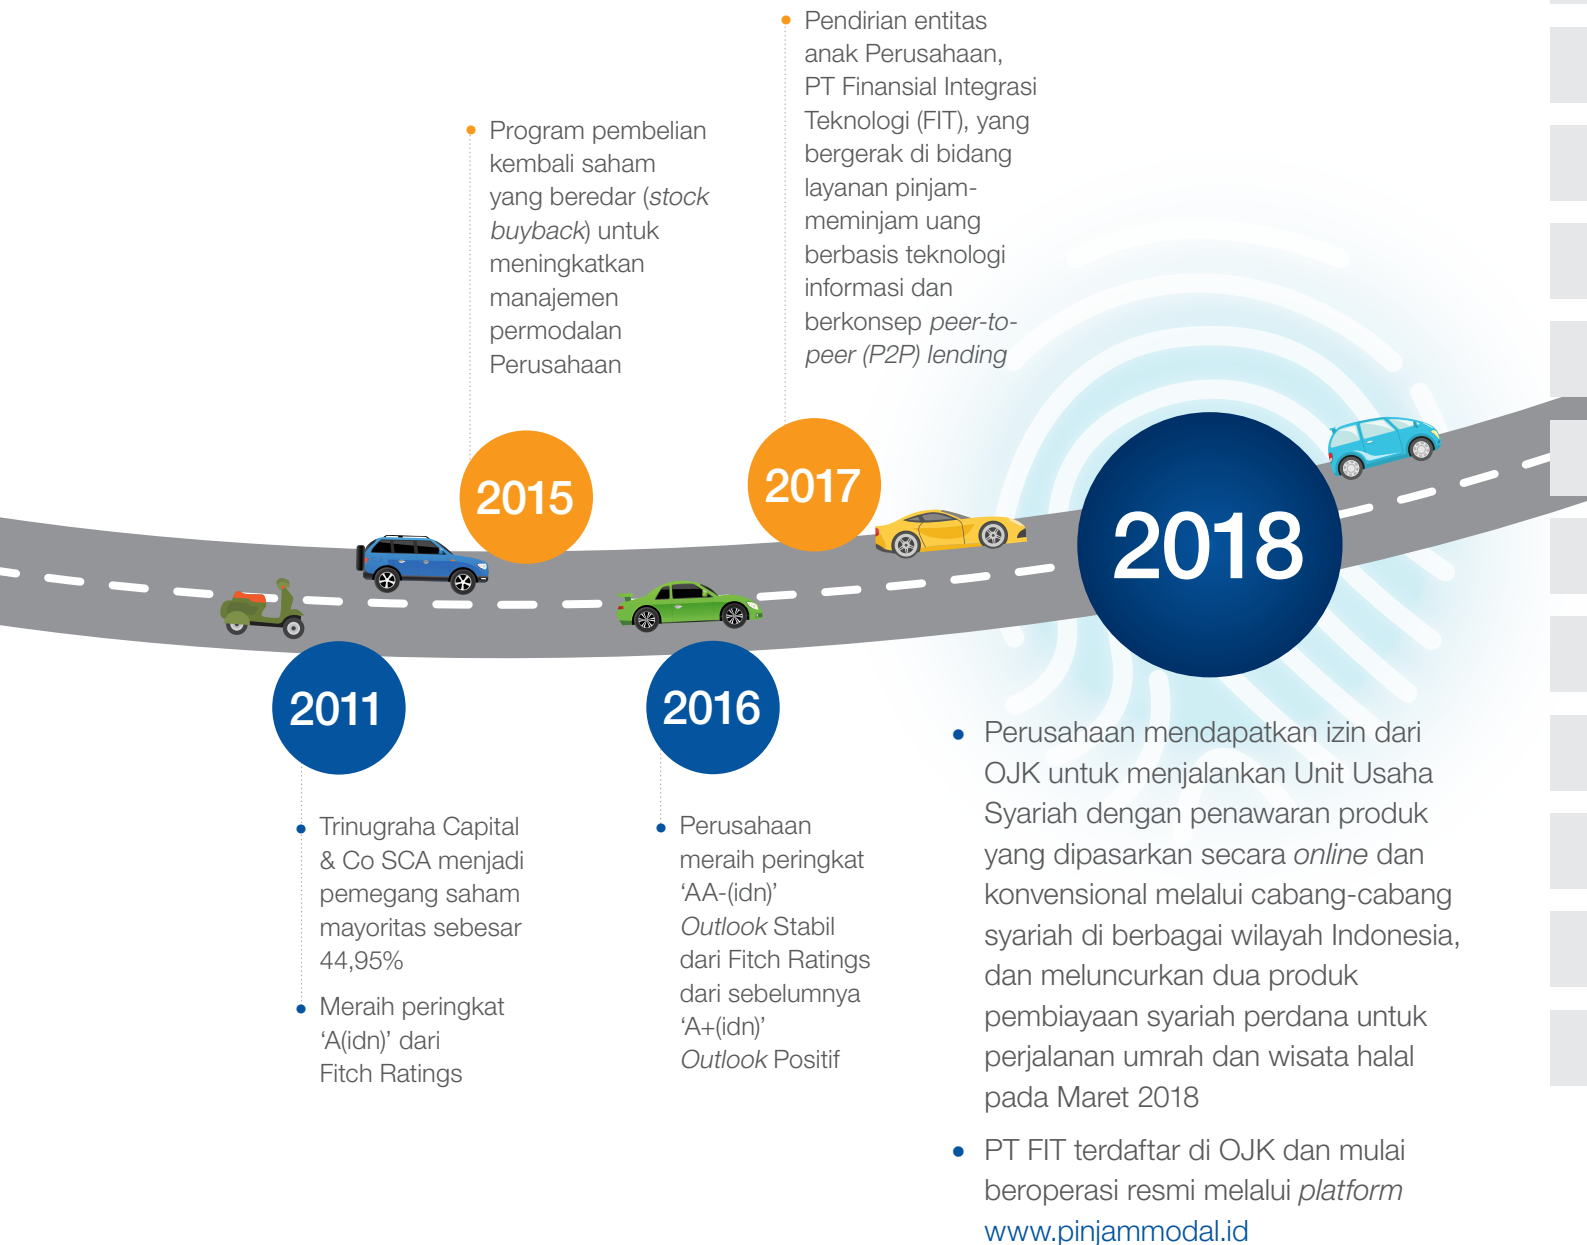 2011
Trinugraha Capital
& Co SCA menjadi
pemegang saham
mayoritas sebesar
44,95%
Meraih peringkat
‘A(idn)’ dari
Fitch Ratings
Program pembelian
kembali saham
yang beredar (stock
buyback) untuk
meningkatkan
manajemen
permodalan
Perusahaan
2015
2016
Perusahaan
meraih peringkat
‘AA-(idn)’
Outlook Stabil
dari Fitch Ratings
dari sebelumnya
‘A+(idn)’
Outlook Positif
Pendirian entitas
anak Perusahaan,
PT Finansial Integrasi
Teknologi (FIT), yang
bergerak di bidang
layanan pinjam-
meminjam uang
berbasis teknologi
informasi dan
berkonsep peer-to-
peer (P2P) lending
2017
2018
Perusahaan mendapatkan izin dari
OJK untuk menjalankan Unit Usaha
Syariah dengan penawaran produk
yang dipasarkan secara online dan
konvensional melalui cabang-cabang
syariah di berbagai wilayah Indonesia,
dan meluncurkan dua produk
pembiayaan syariah perdana untuk
perjalanan umrah dan wisata halal
pada Maret 2018
PT FIT terdaftar di OJK dan mulai
beroperasi resmi melalui platform
www.pinjammodal.id